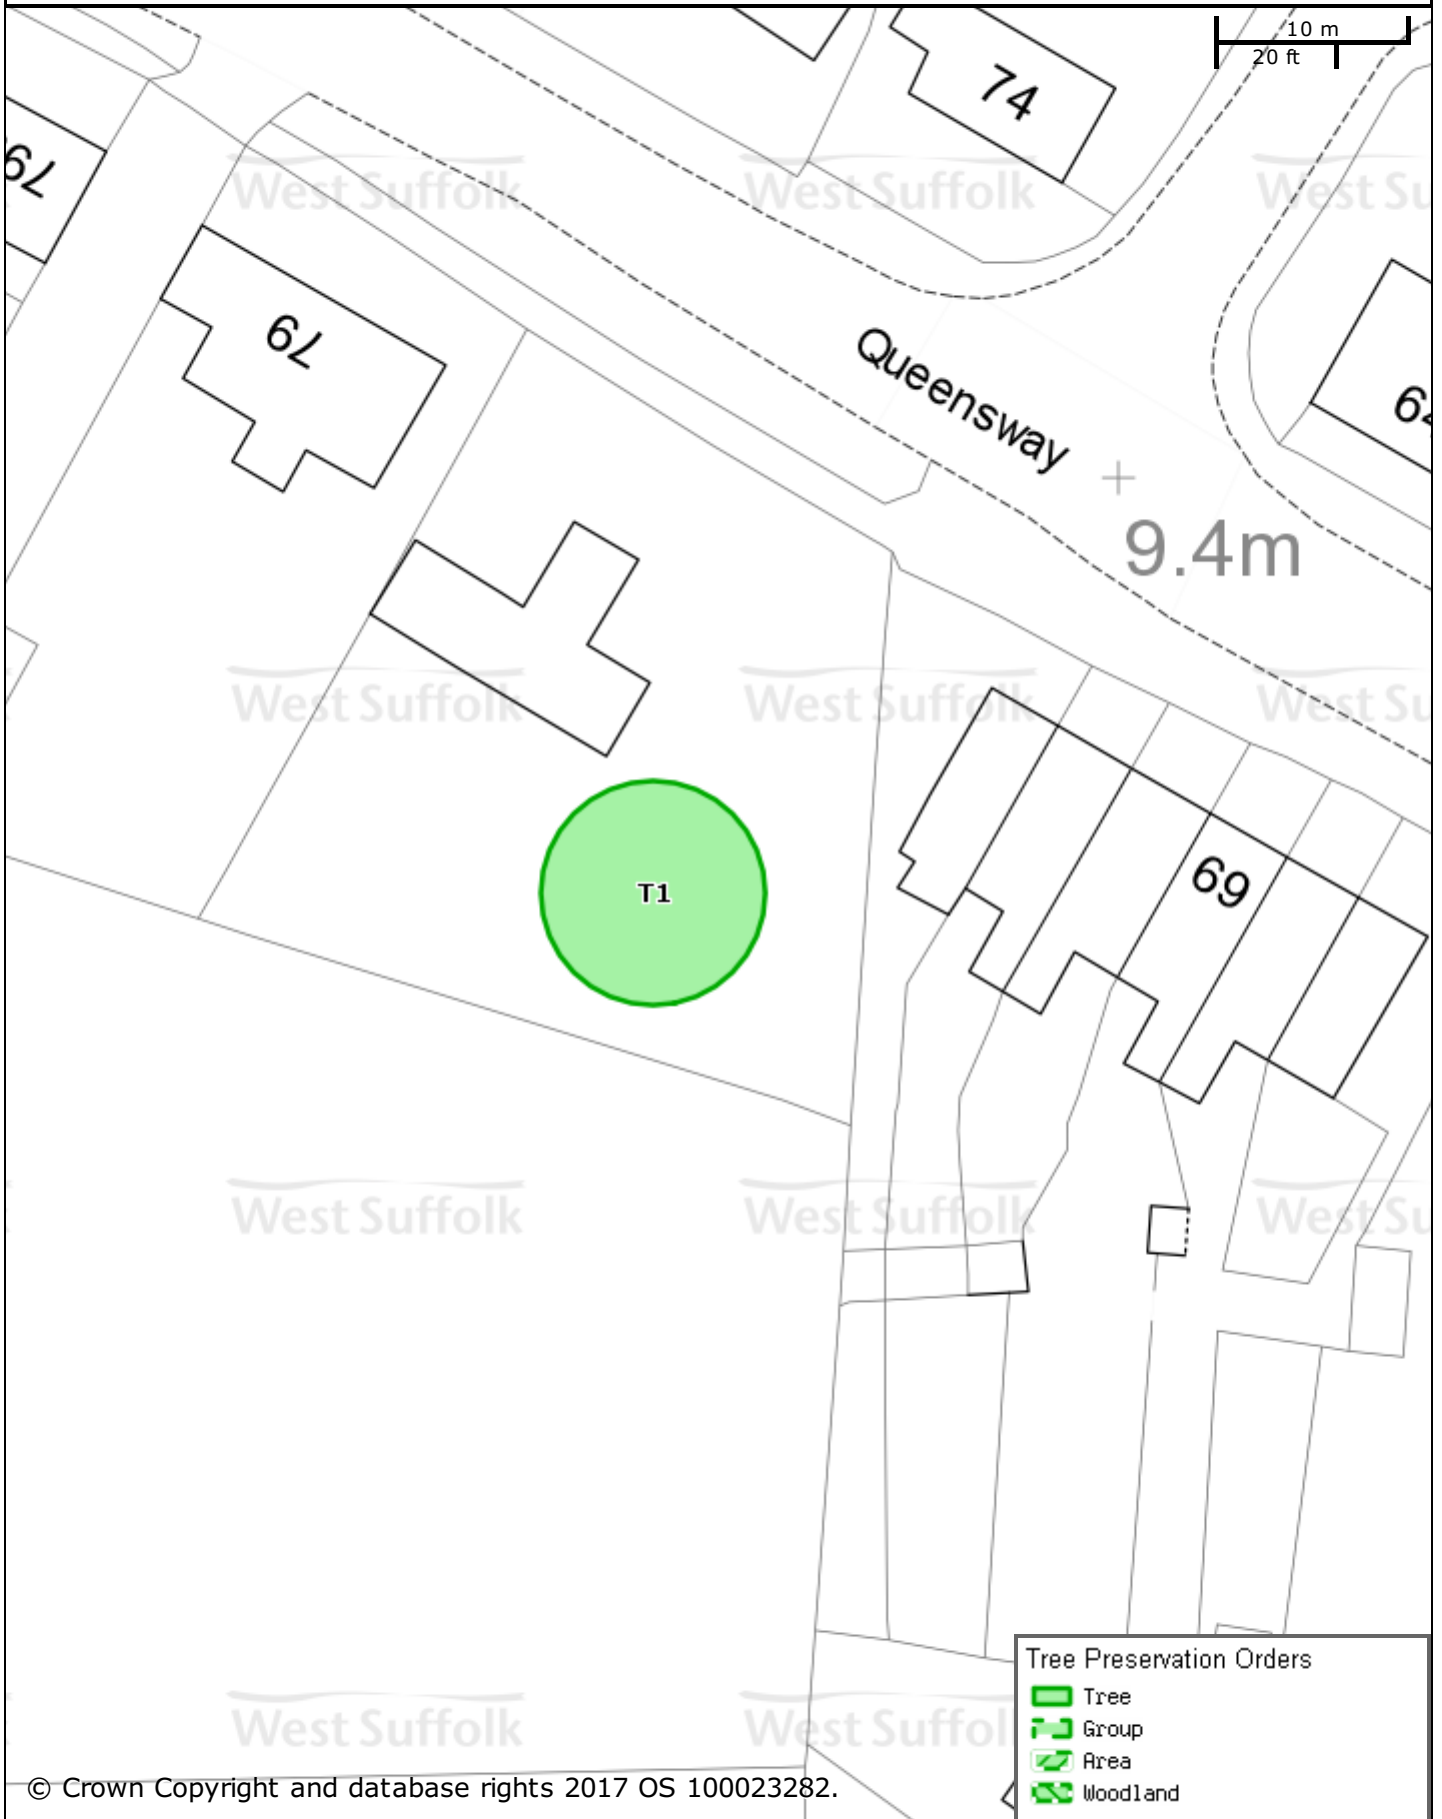 10 m
20 ft
74
79
West Suffolk
West Suffolk
79
Queensway
9.4m
West Suffolk
West Suffolk
T1
69
West Suffolk
West Suffolk
Tree Preservation Orders
Tree
Group
Area
Woodland
West Suffolk
© Crown Copyright and database rights 2017 OS 100023282.